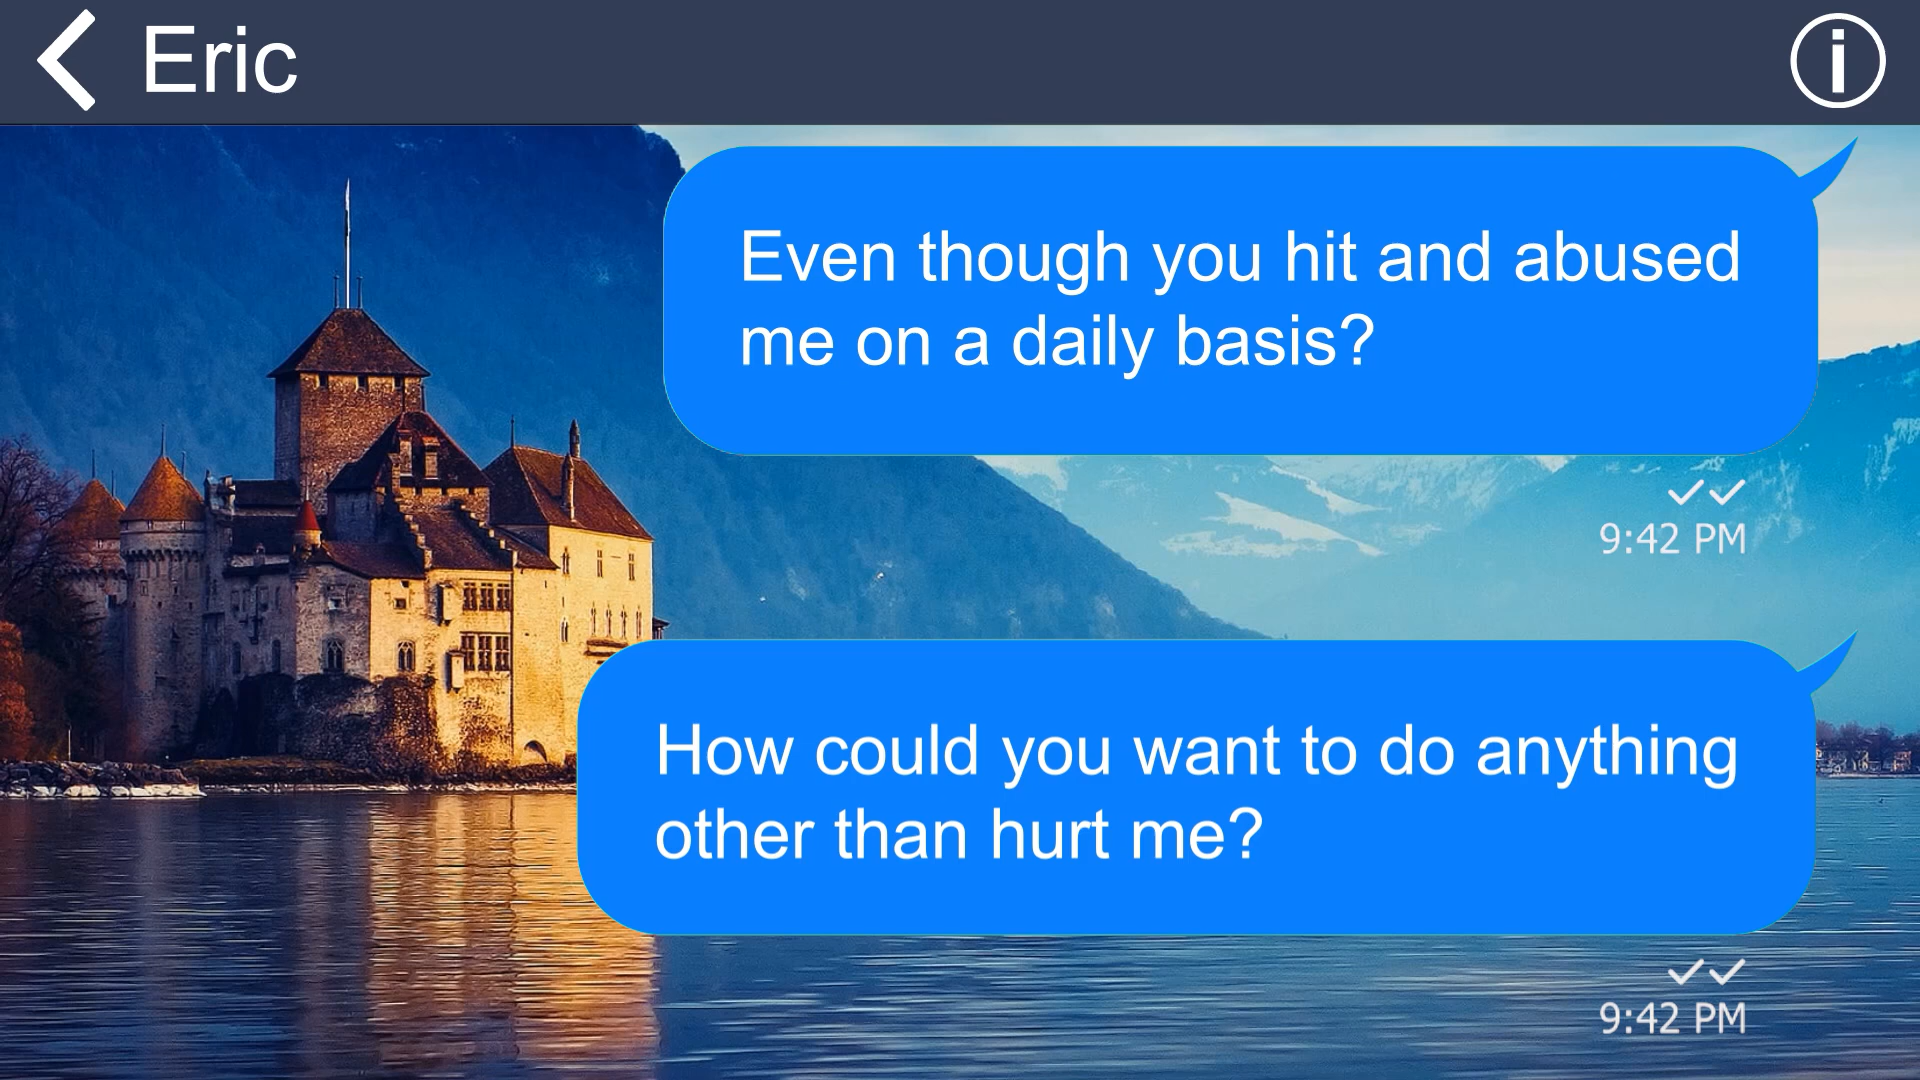 Eric
Even though you hit and abused
me on a daily basis?
9:42 PM
How could you want to do anything
other than hurt me?
9:42 PM